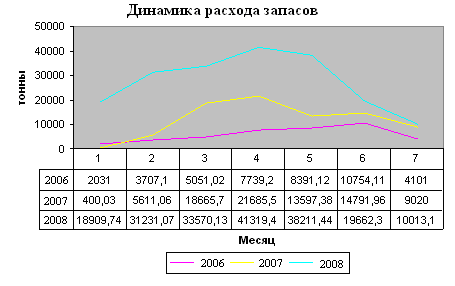 Динамика расхода запасов
50000
40000
30000
20000
10000
0
тонны
1 2 3 4 5 6 7
2006 2031 3707,1 5051,02 7739,2 8391,12 10754,11 4101
2007 400,03 5611,06 18665,7 21685,5 13597,38 14791,96 9020
2008 18909,74 31231,07 33570,13 41319,4 38211,44 19662,3 10013,1
Месяц
2006 2007 2008